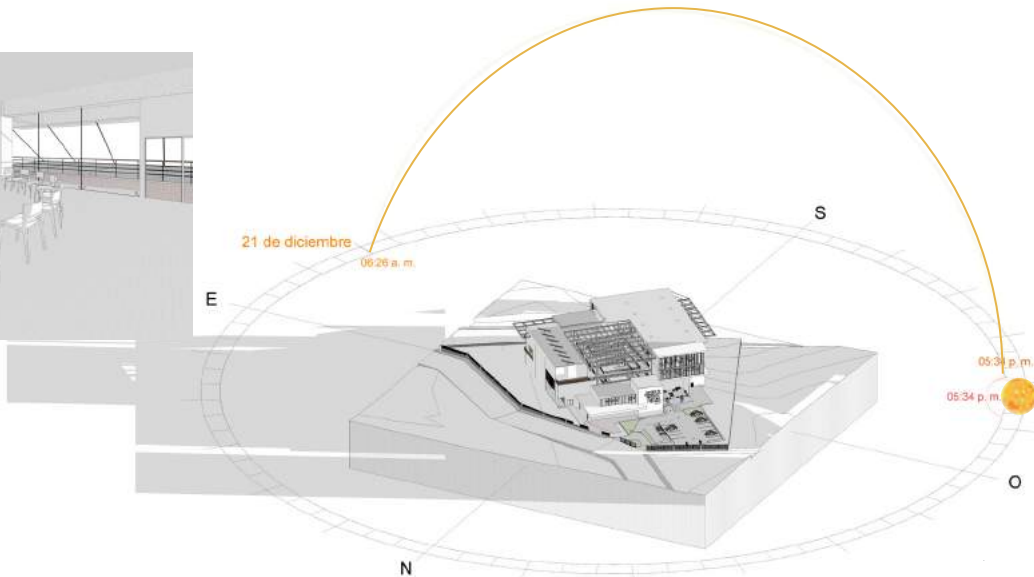 S
21 de diciembre
06:26 a. m.
E
05:34 p. m.
05:34 p. m.
O
N